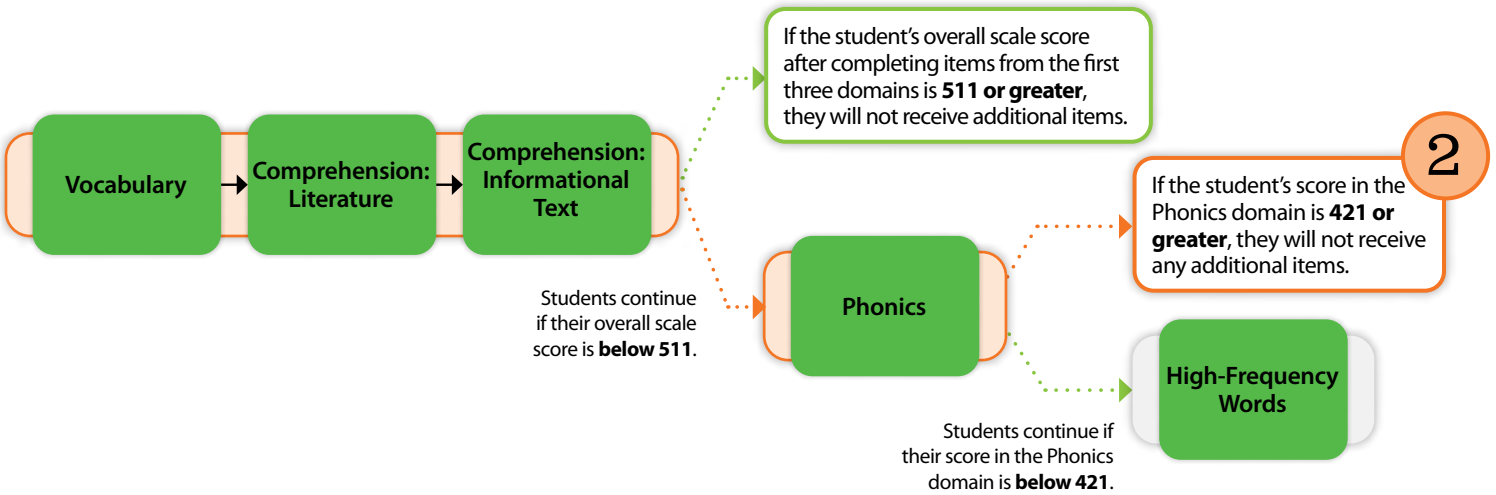 Vocabulary
Comprehension:
Literature
Comprehension:
Informational
Text
If the student’s overall scale score
after completing items from the first
three domains is 511 or greater,
they will not receive additional items.
Students continue
if their overall scale
score is below 511.
Phonics
2
If the student’s score in the
Phonics domain is 421 or
greater, they will not receive
any additional items.
Students continue if
their score in the Phonics
domain is below 421.
High-Frequency
Words